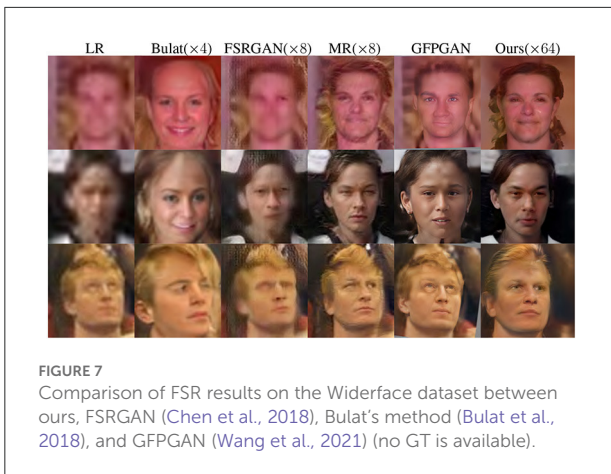 LR Bulat(×4) FSRGAN(×8) MR(×8) GFPGAN Ours(×64)
FIGURE 7
Comparison of FSR results on the Widerface dataset between
ours, FSRGAN (Chen et al., 2018), Bulat’s method (Bulat et al.,
2018), and GFPGAN (Wang et al., 2021) (no GT is available).